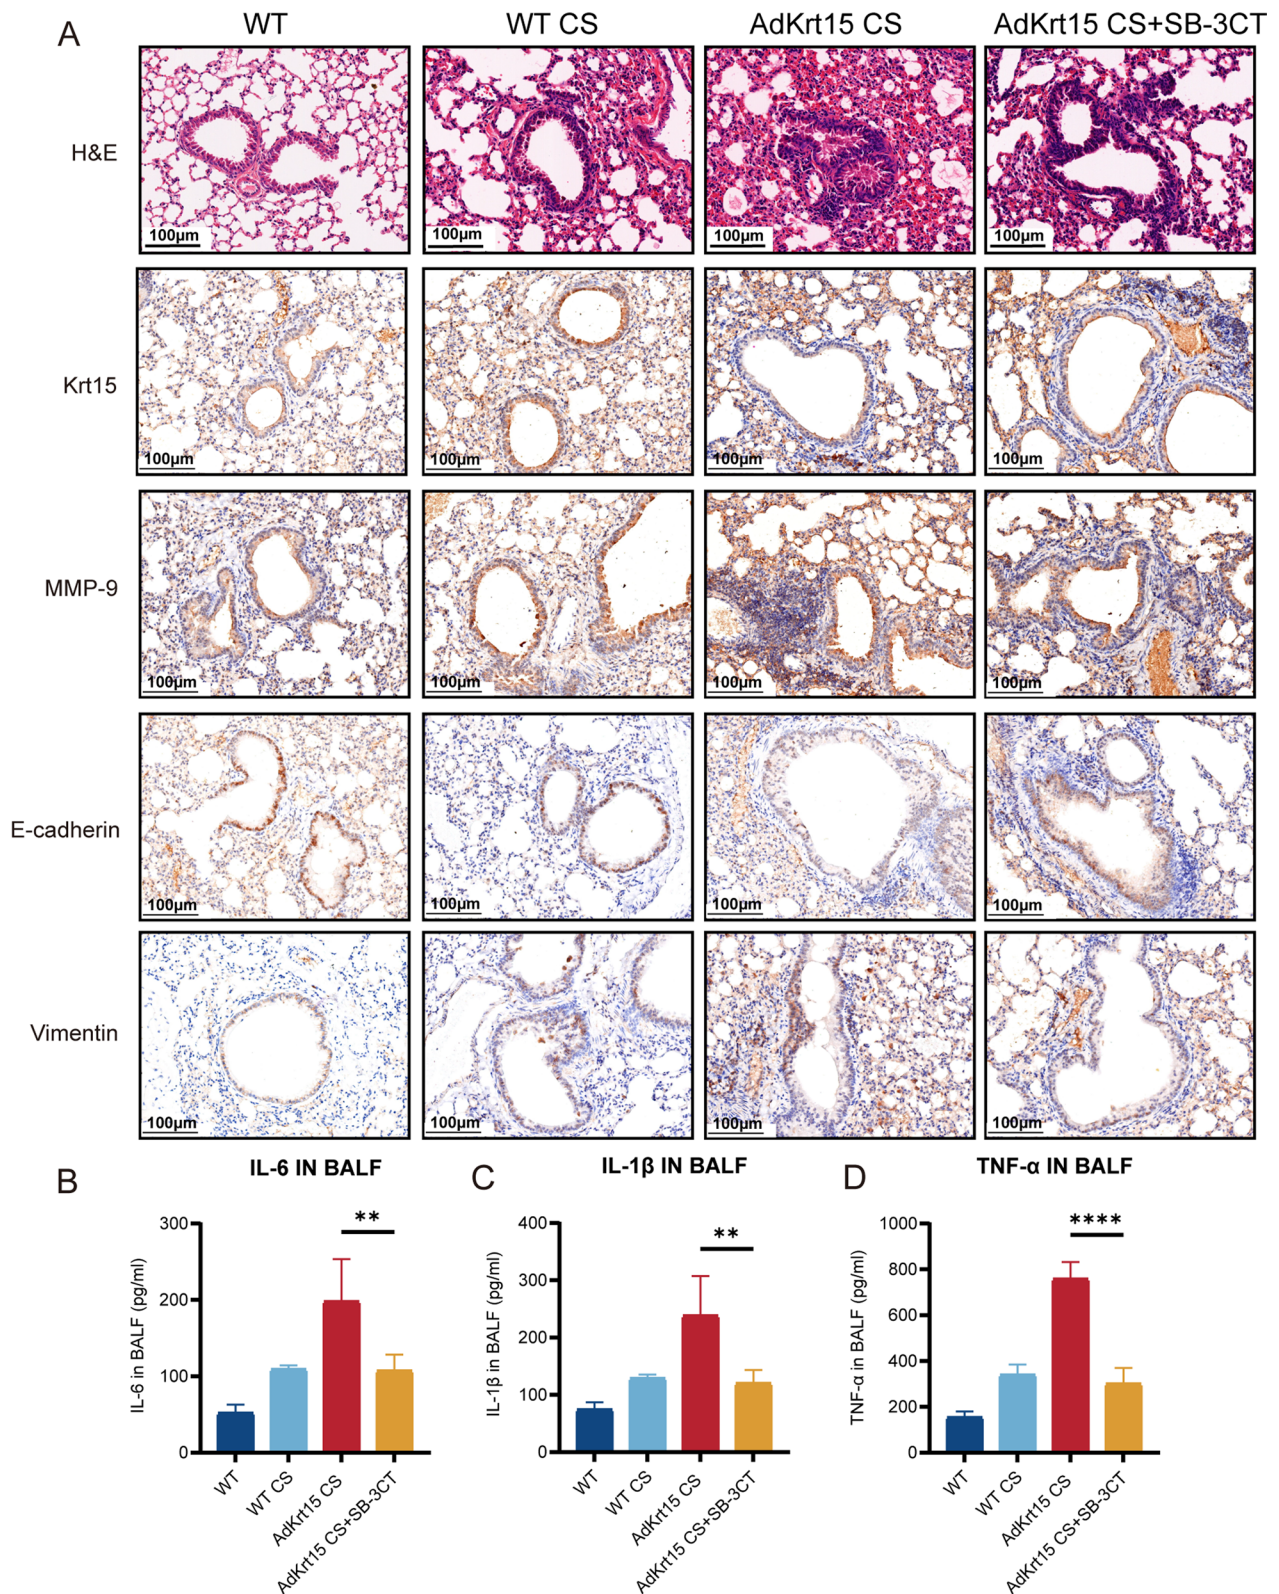 A
WT
WT CS
AdKrt15 CS
AdKrt15 CS+SB-3CT
H&E
100μm
100μm
100μm
100μm
Krt15
100μm
100μm
100μm
100μm
MMP-9
100μm
100μm
100μm
100μm
E-cadherin
100μm
100μm
100μm
100μm
Vimentin
100μm
100μm
100μm
100μm
B
IL-6 IN BALF
IL-6 in BALF (pg/ml)
300
200
100
0
**
WT
WT CS
AdKrt15 CS
AdKrt15 CS+SB-3CT
C
IL-1β IN BALF
IL-1β in BALF (pg/ml)
400
300
200
100
0
**
WT
WT CS
AdKrt15 CS
AdKrt15 CS+SB-3CT
D
TNF-α IN BALF
TNF-α in BALF (pg/ml)
1000
800
600
400
200
0
****
WT
WT CS
AdKrt15 CS
AdKrt15 CS+SB-3CT